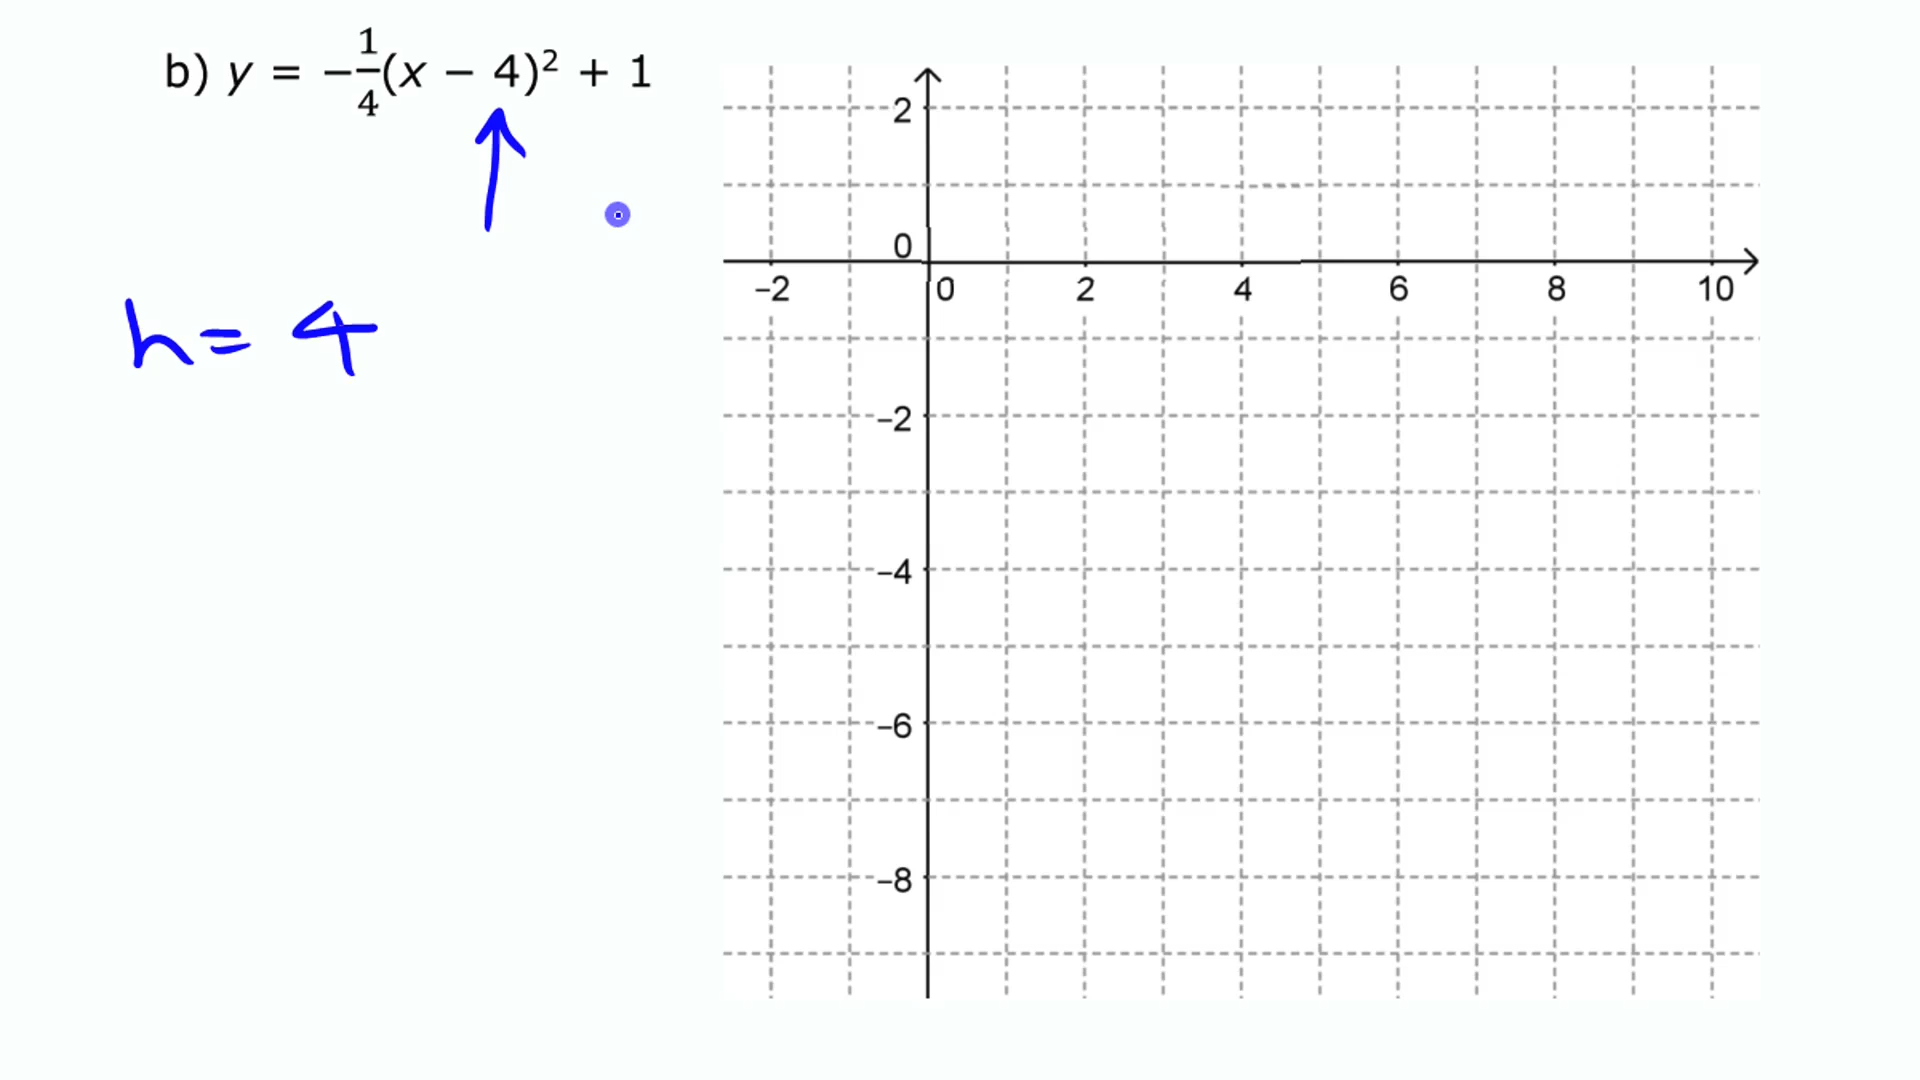 b) y = -1/4(x - 4)² + 1
h = 4
2
0
-2 0 2 4 6 8 10
-2
-4
-6
-8